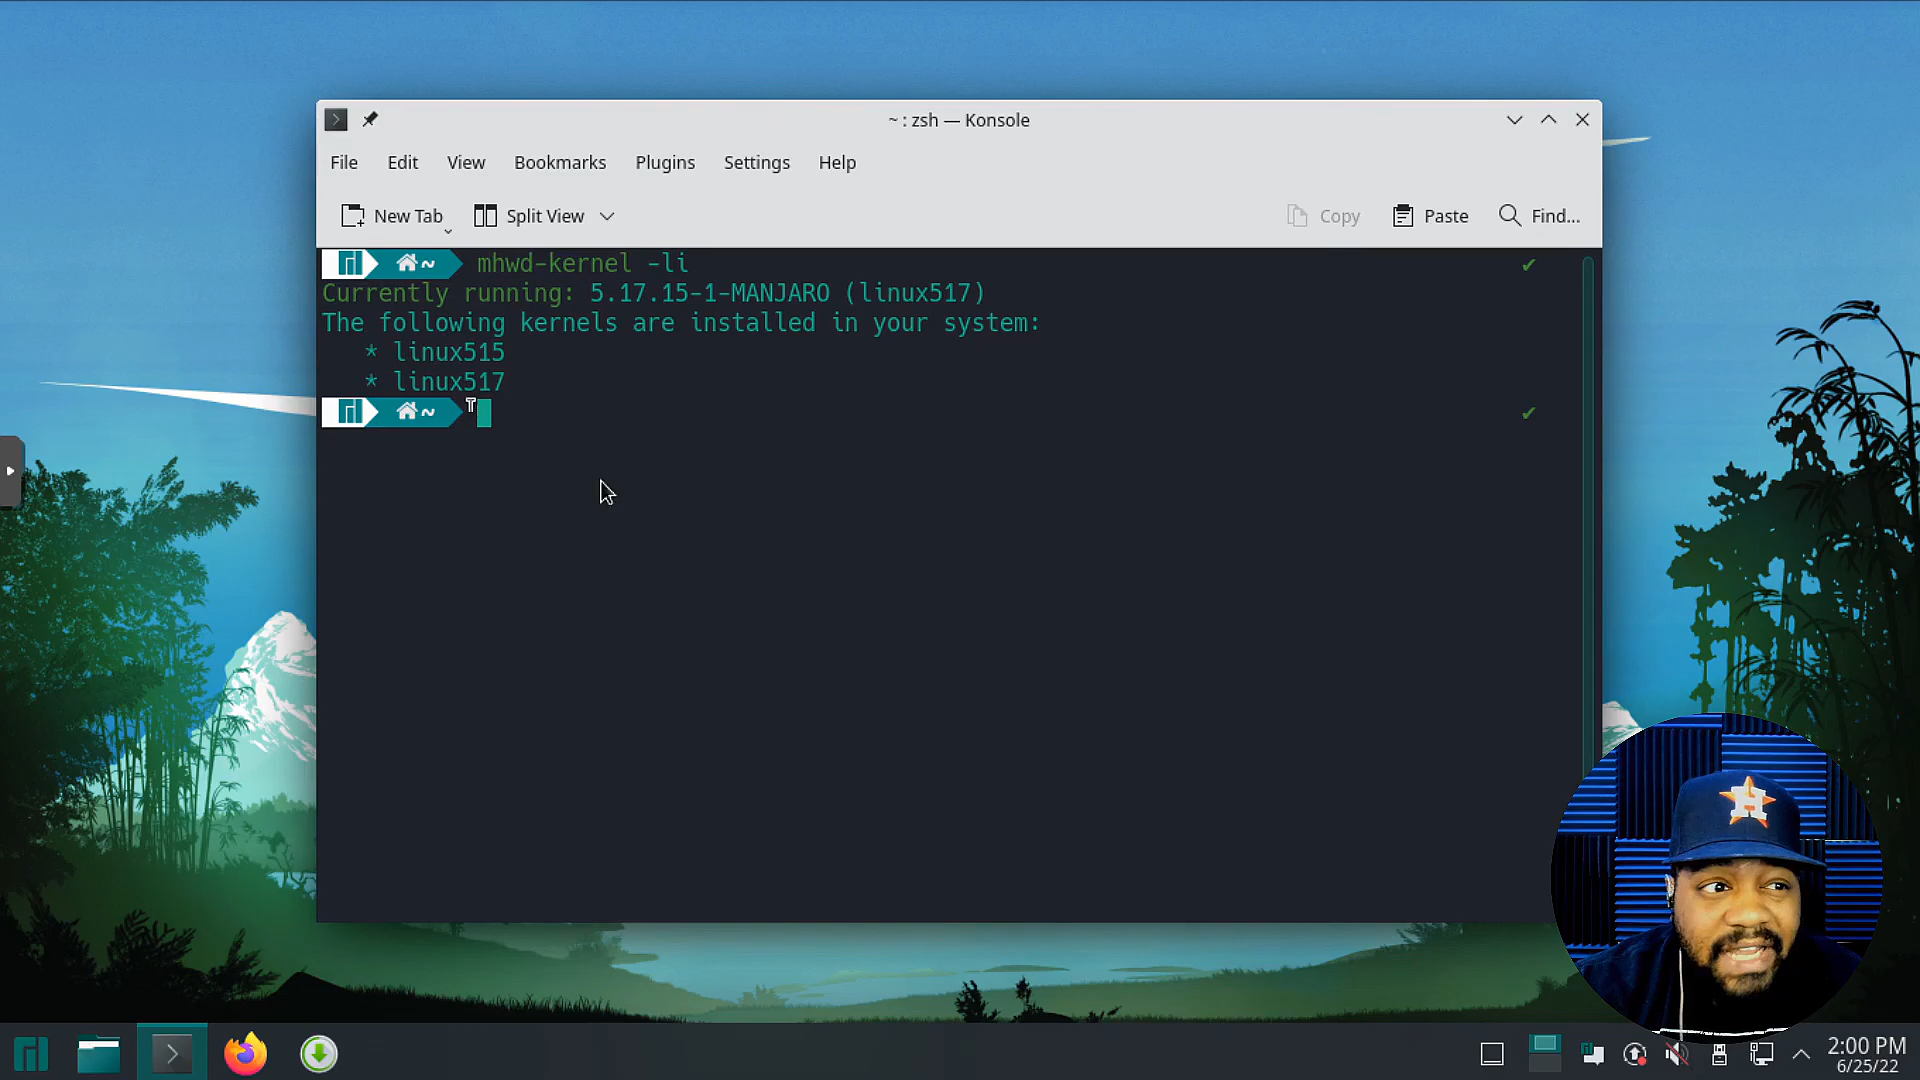 ~ : zsh — Konsole
File Edit View Bookmarks Plugins Settings Help
New Tab Split View Copy Paste Find...
~ mhwd-kernel -li ✔
Currently running: 5.17.15-1-MANJARO (linux517)
The following kernels are installed in your system:
* linux515
* linux517
~ ✔
H
2:00 PM
6/25/22